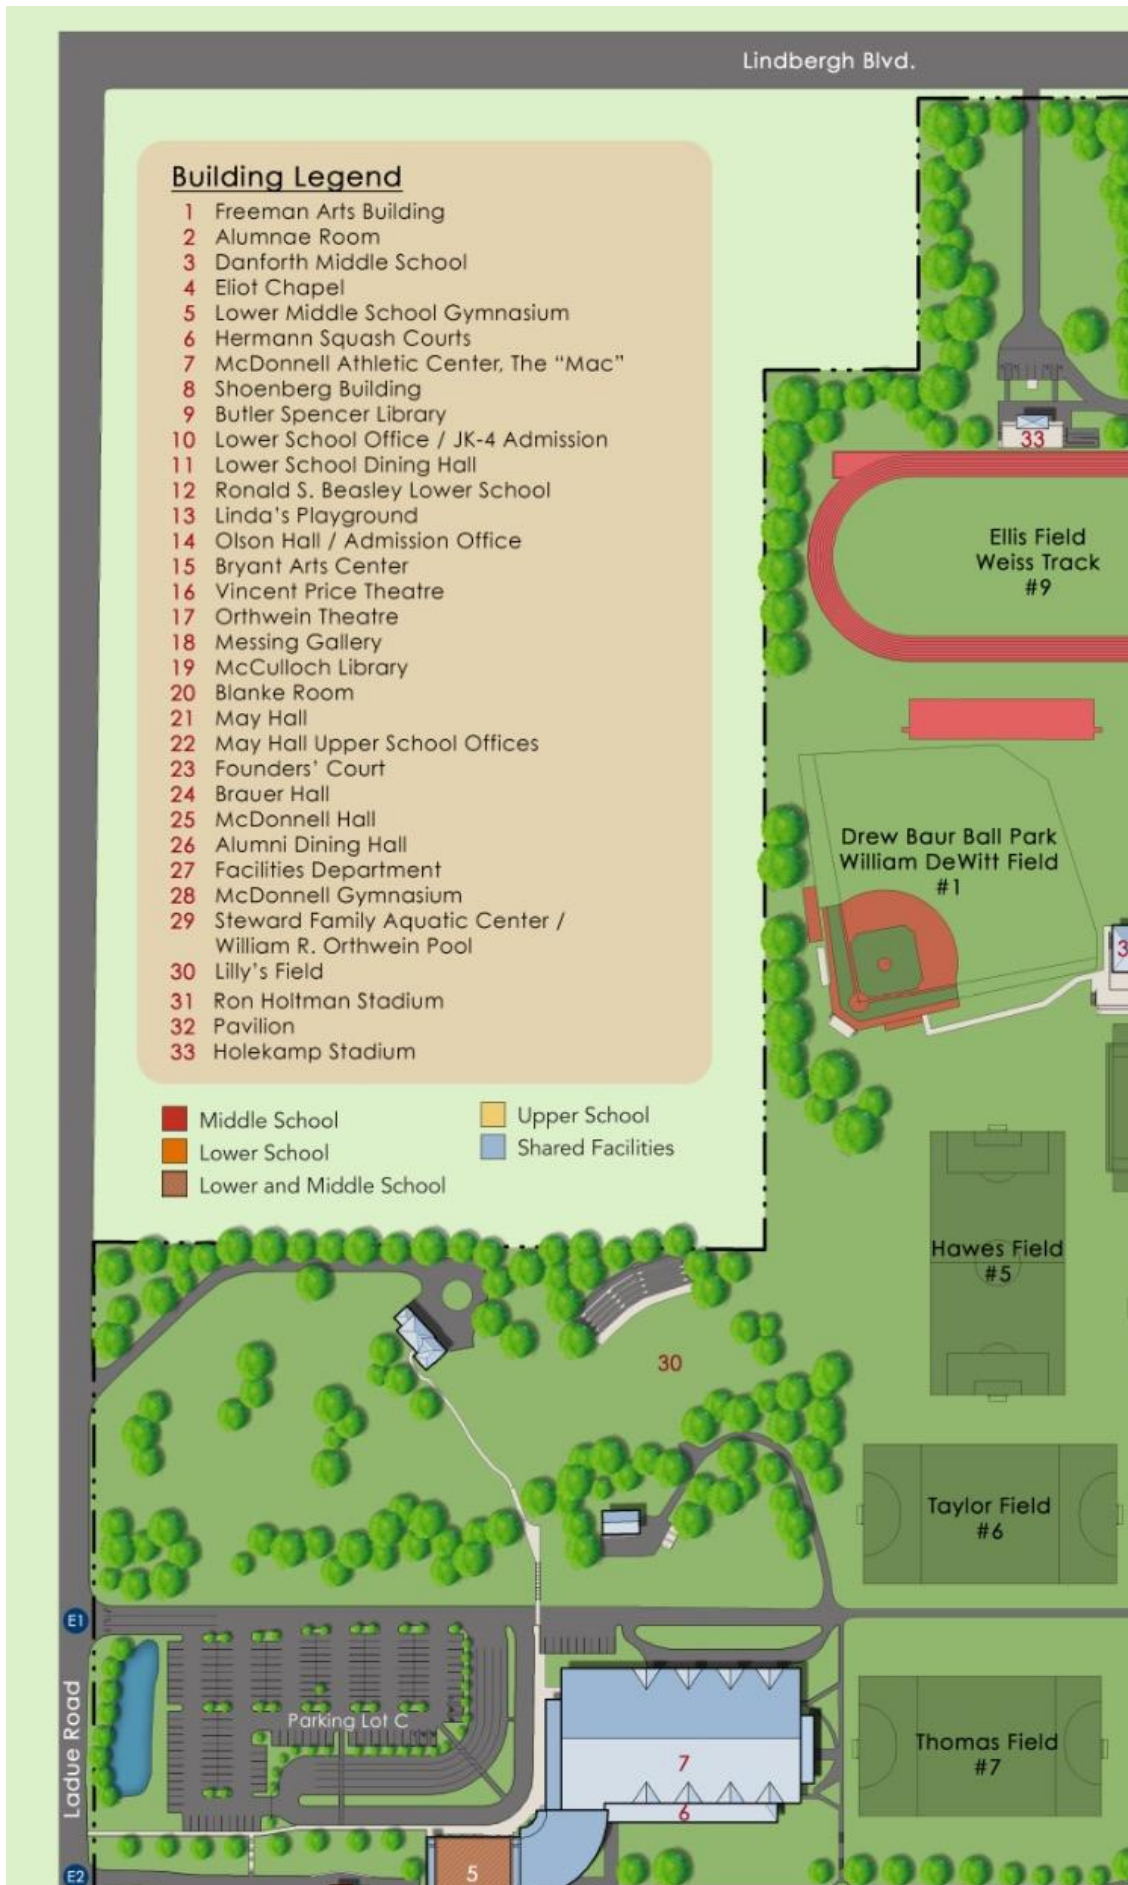 Lindbergh Blvd.
Building Legend
1 Freeman Arts Building
2 Alumnae Room
3 Danforth Middle School
4 Eliot Chapel
5 Lower Middle School Gymnasium
6 Hermann Squash Courts
7 McDonnell Athletic Center, The “Mac”
8 Shoenberg Building
9 Butler Spencer Library
10 Lower School Office / JK-4 Admission
11 Lower School Dining Hall
12 Ronald S. Beasley Lower School
13 Linda’s Playground
14 Olson Hall / Admission Office
15 Bryant Arts Center
16 Vincent Price Theatre
17 Orthwein Theatre
18 Messing Gallery
19 McCulloch Library
20 Blanke Room
21 May Hall
22 May Hall Upper School Offices
23 Founders’ Court
24 Brauer Hall
25 McDonnell Hall
26 Alumni Dining Hall
27 Facilities Department
28 McDonnell Gymnasium
29 Steward Family Aquatic Center /
William R. Orthwein Pool
30 Lilly’s Field
31 Ron Holtman Stadium
32 Pavilion
33 Holekamp Stadium
Middle School
Lower School
Lower and Middle School
Upper School
Shared Facilities
33
Ellis Field
Weiss Track
#9
Drew Baur Ball Park
William DeWitt Field
#1
Hawes Field
#5
30
Taylor Field
#6
E1
Ladue Road
Parking Lot C
7
6
Thomas Field
#7
5
E2